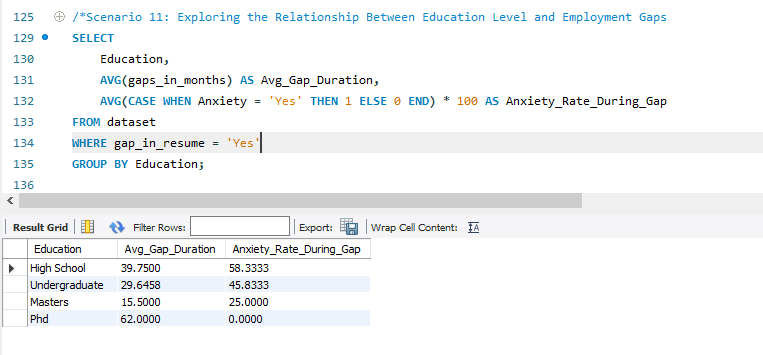 125 /*Scenario 11: Exploring the Relationship Between Education Level and Employment Gaps
129 SELECT
130 Education,
131 AVG(gaps_in_months) AS Avg_Gap_Duration,
132 AVG(CASE WHEN Anxiety = 'Yes' THEN 1 ELSE 0 END) * 100 AS Anxiety_Rate_During_Gap
133 FROM dataset
134 WHERE gap_in_resume = 'Yes'
135 GROUP BY Education;
136
Result Grid Filter Rows: Export: Wrap Cell Content: IA
Education Avg_Gap_Duration Anxiety_Rate_During_Gap
High School 39.7500 58.3333
Undergraduate 29.6458 45.8333
Masters 15.5000 25.0000
Phd 62.0000 0.0000